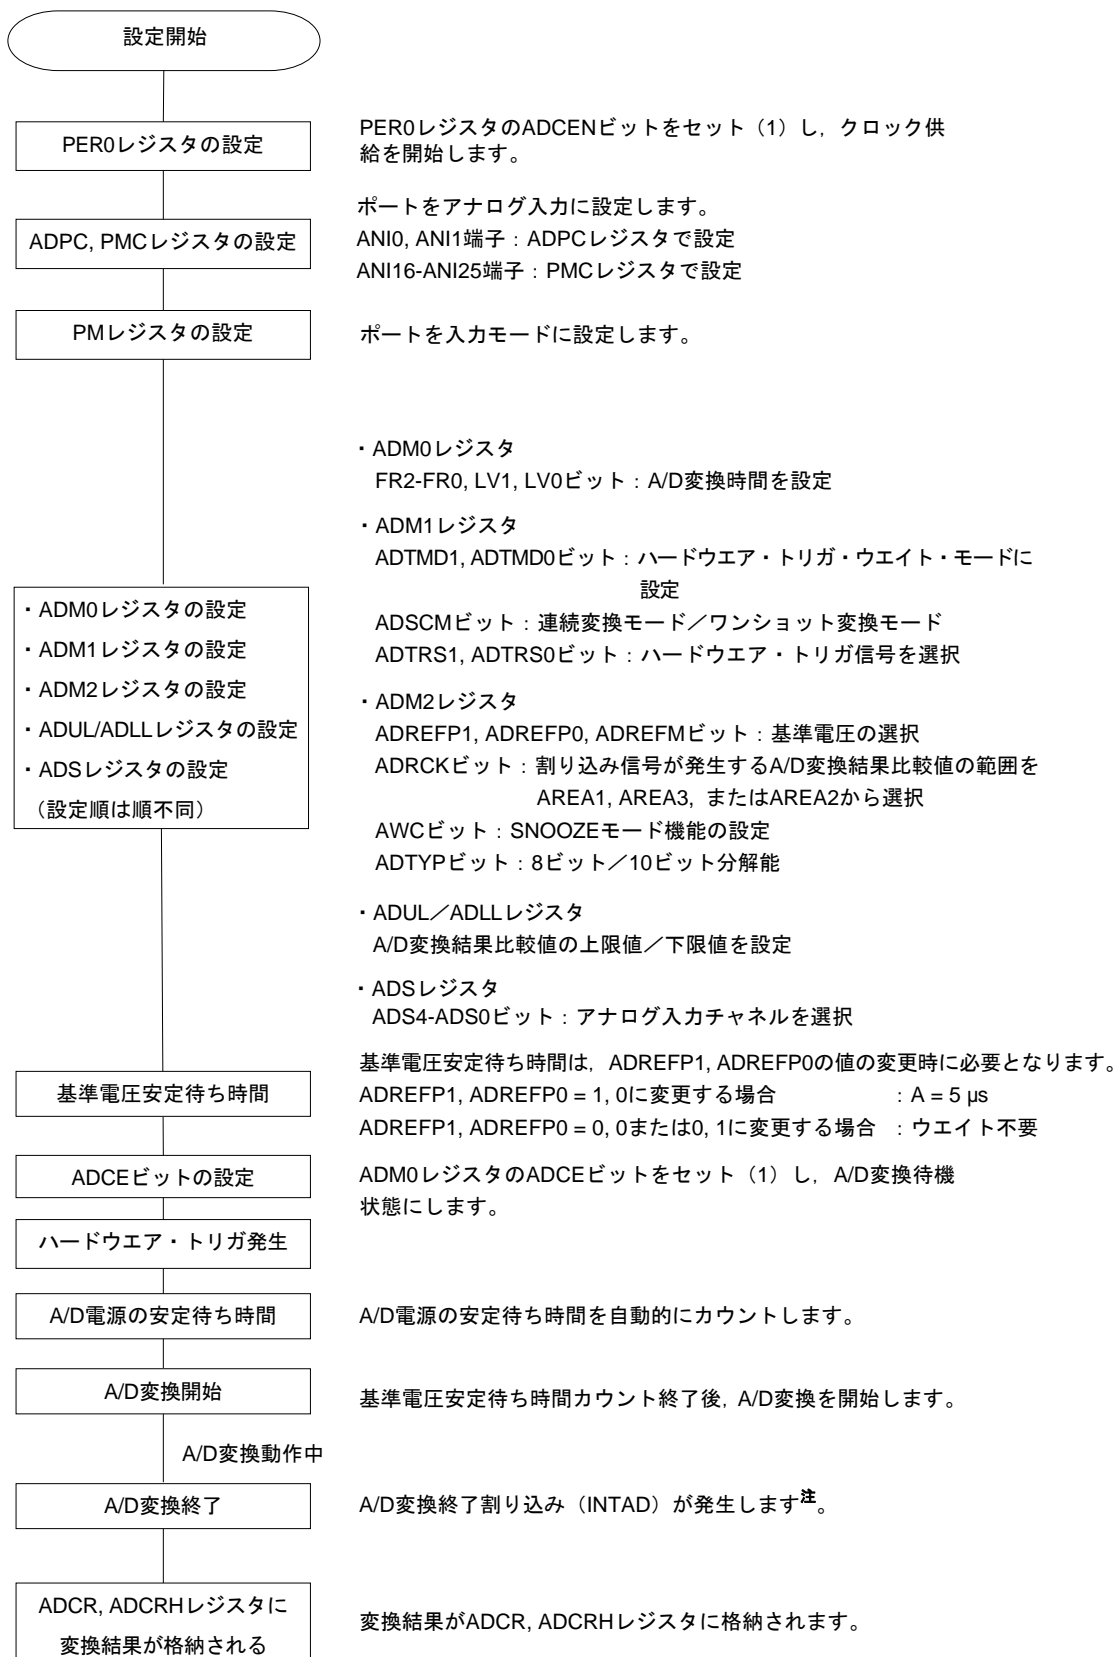 設定開始
PER0レジスタの設定
PER0レジスタのADCENビットをセット（1）し，クロック供
給を開始します。
ADPC, PMCレジスタの設定
ポートをアナログ入力に設定します。
ANI0, ANI1端子：ADPCレジスタで設定
ANI16-ANI25端子：PMCレジスタで設定
PMレジスタの設定
ポートを入力モードに設定します。
・ADM0レジスタの設定
・ADM1レジスタの設定
・ADM2レジスタの設定
・ADUL/ADLLレジスタの設定
・ADSレジスタの設定
（設定順は順不同）
・ADM0レジスタ
FR2-FR0, LV1, LV0ビット：A/D変換時間を設定
・ADM1レジスタ
ADTMD1, ADTMD0ビット：ハードウエア・トリガ・ウエイト・モードに
設定
ADSCMビット：連続変換モード／ワンショット変換モード
ADTRS1, ADTRS0ビット：ハードウエア・トリガ信号を選択
・ADM2レジスタ
ADREFP1, ADREFP0, ADREFMビット：基準電圧の選択
ADRCKビット：割り込み信号が発生するA/D変換結果比較値の範囲を
AREA1, AREA3, またはAREA2から選択
AWCビット：SNOOZEモード機能の設定
ADTYPビット：8ビット／10ビット分解能
・ADUL／ADLLレジスタ
A/D変換結果比較値の上限値／下限値を設定
・ADSレジスタ
ADS4-ADS0ビット：アナログ入力チャネルを選択
基準電圧安定待ち時間
基準電圧安定待ち時間は，ADREFP1, ADREFP0の値の変更時に必要となります。
ADREFP1, ADREFP0 = 1, 0に変更する場合 ：A = 5 µs
ADREFP1, ADREFP0 = 0, 0または0, 1に変更する場合 ：ウエイト不要
ADCEビットの設定
ADM0レジスタのADCEビットをセット（1）し，A/D変換待機
状態にします。
ハードウエア・トリガ発生
A/D電源の安定待ち時間
A/D電源の安定待ち時間を自動的にカウントします。
A/D変換開始
基準電圧安定待ち時間カウント終了後, A/D変換を開始します。
A/D変換動作中
A/D変換終了
A/D変換終了割り込み（INTAD）が発生します注。
ADCR, ADCRHレジスタに
変換結果が格納される
変換結果がADCR, ADCRHレジスタに格納されます。